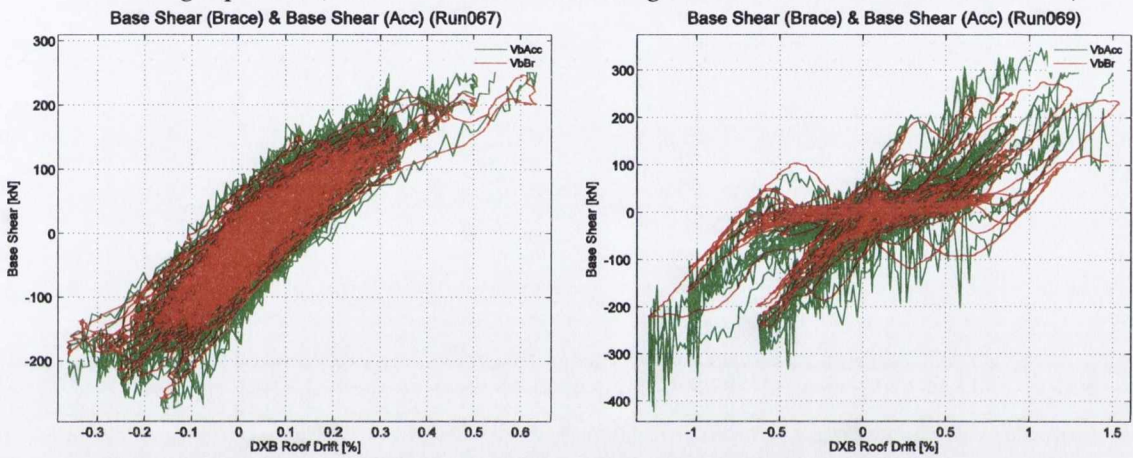 Base Shear (Brace) & Base Shear (Acc) (Run067)
300
200
100
0
-100
-200
Base Shear [kN]
-0.3 -0.2 -0.1 0 0.1 0.2 0.3 0.4 0.5 0.6
DXB Roof Drift [%]
VbAcc
VbBr
Base Shear (Brace) & Base Shear (Acc) (Run069)
300
200
100
0
-100
-200
-300
-400
Base Shear [kN]
-1 -0.5 0 0.5 1 1.5
DXB Roof Drift [%]
VbAcc
VbBr